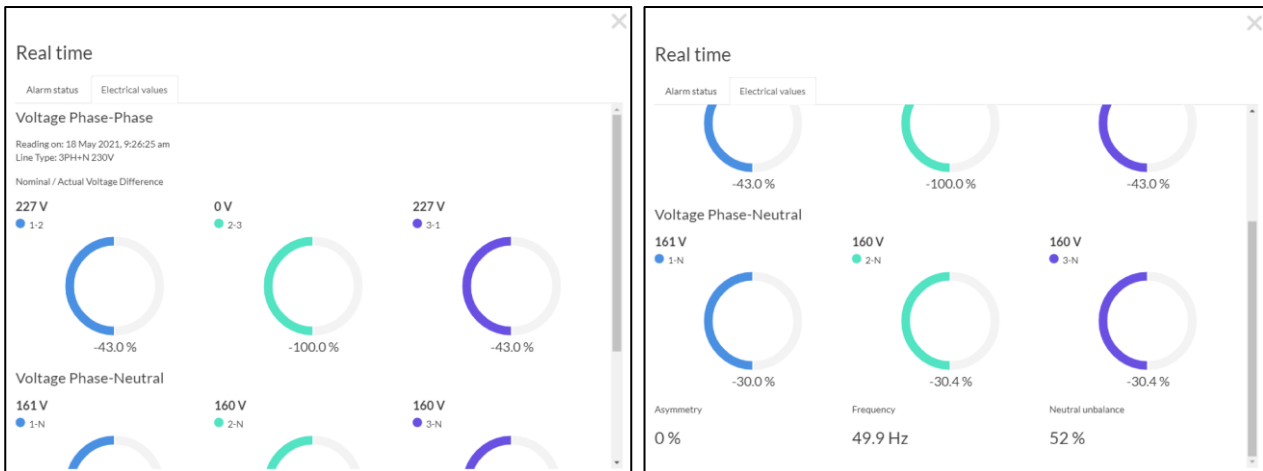 Real time
Alarm status Electrical values
Voltage Phase-Phase
Reading on: 18 May 2021, 9:26:25 am
Line Type: 3PH+N 230V
Nominal / Actual Voltage Difference
227 V 0 V 227 V
1-2 2-3 3-1
-43.0 % -100.0 % -43.0 %
Voltage Phase-Neutral
161 V 160 V 160 V
1-N 2-N 3-N
Real time
Alarm status Electrical values
-43.0 % -100.0 % -43.0 %
Voltage Phase-Neutral
161 V 160 V 160 V
1-N 2-N 3-N
-30.0 % -30.4 % -30.4 %
Asymmetry Frequency Neutral unbalance
0 % 49.9 Hz 52 %